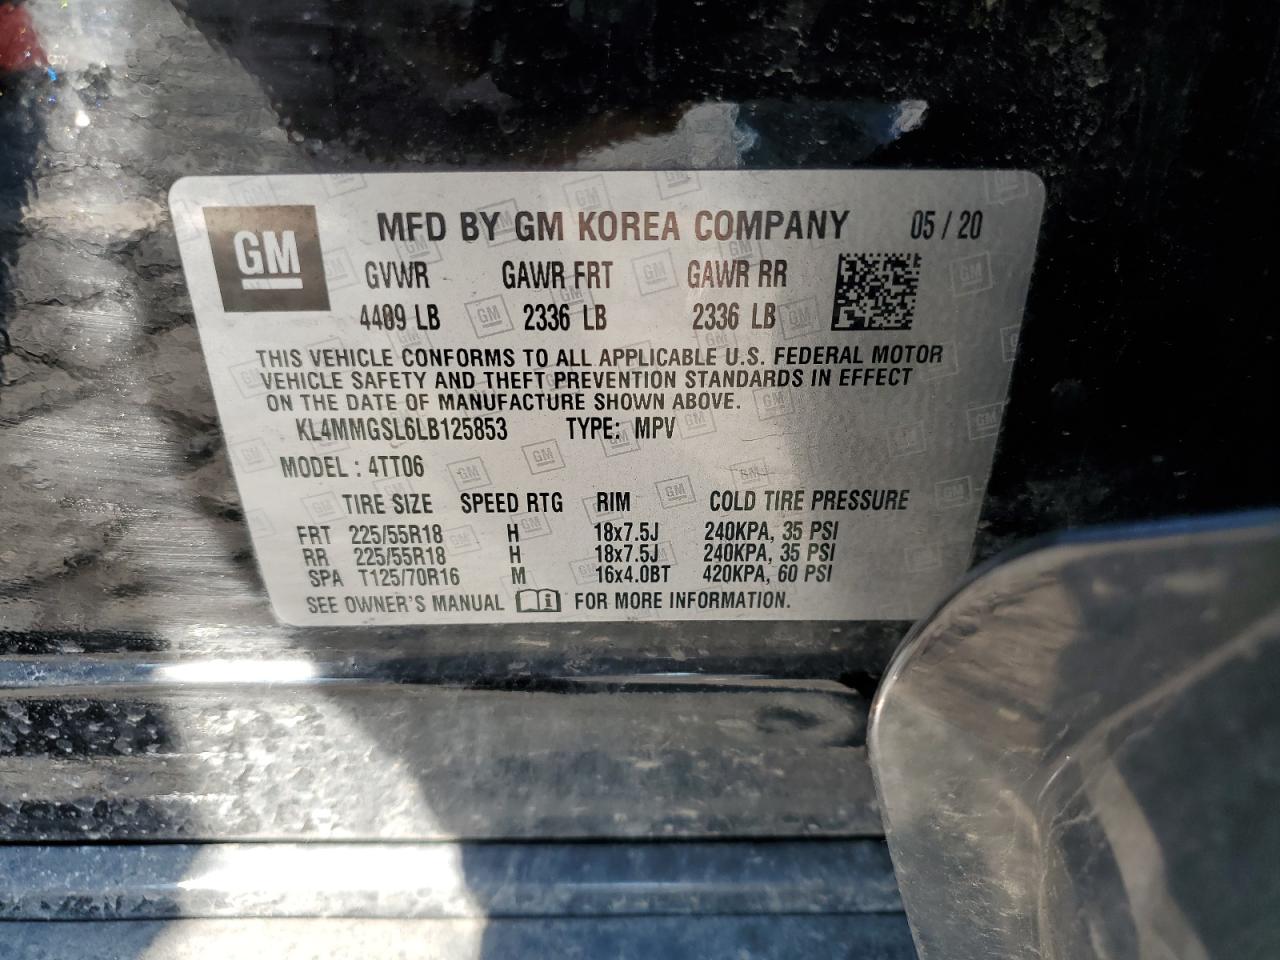 GM
MFD BY GM KOREA COMPANY 05 / 20
GVWR GAWR FRT GAWR RR
4409 LB 2336 LB 2336 LB
THIS VEHICLE CONFORMS TO ALL APPLICABLE U.S. FEDERAL MOTOR
VEHICLE SAFETY AND THEFT PREVENTION STANDARDS IN EFFECT
ON THE DATE OF MANUFACTURE SHOWN ABOVE.
KL4MMGSL6LB125853 TYPE: MPV
MODEL : 4TT06
TIRE SIZE SPEED RTG RIM COLD TIRE PRESSURE
FRT 225/55R18 H 18x7.5J 240KPA, 35 PSI
RR 225/55R18 H 18x7.5J 240KPA, 35 PSI
SPA T125/70R16 M 16x4.0BT 420KPA, 60 PSI
SEE OWNER'S MANUAL FOR MORE INFORMATION.